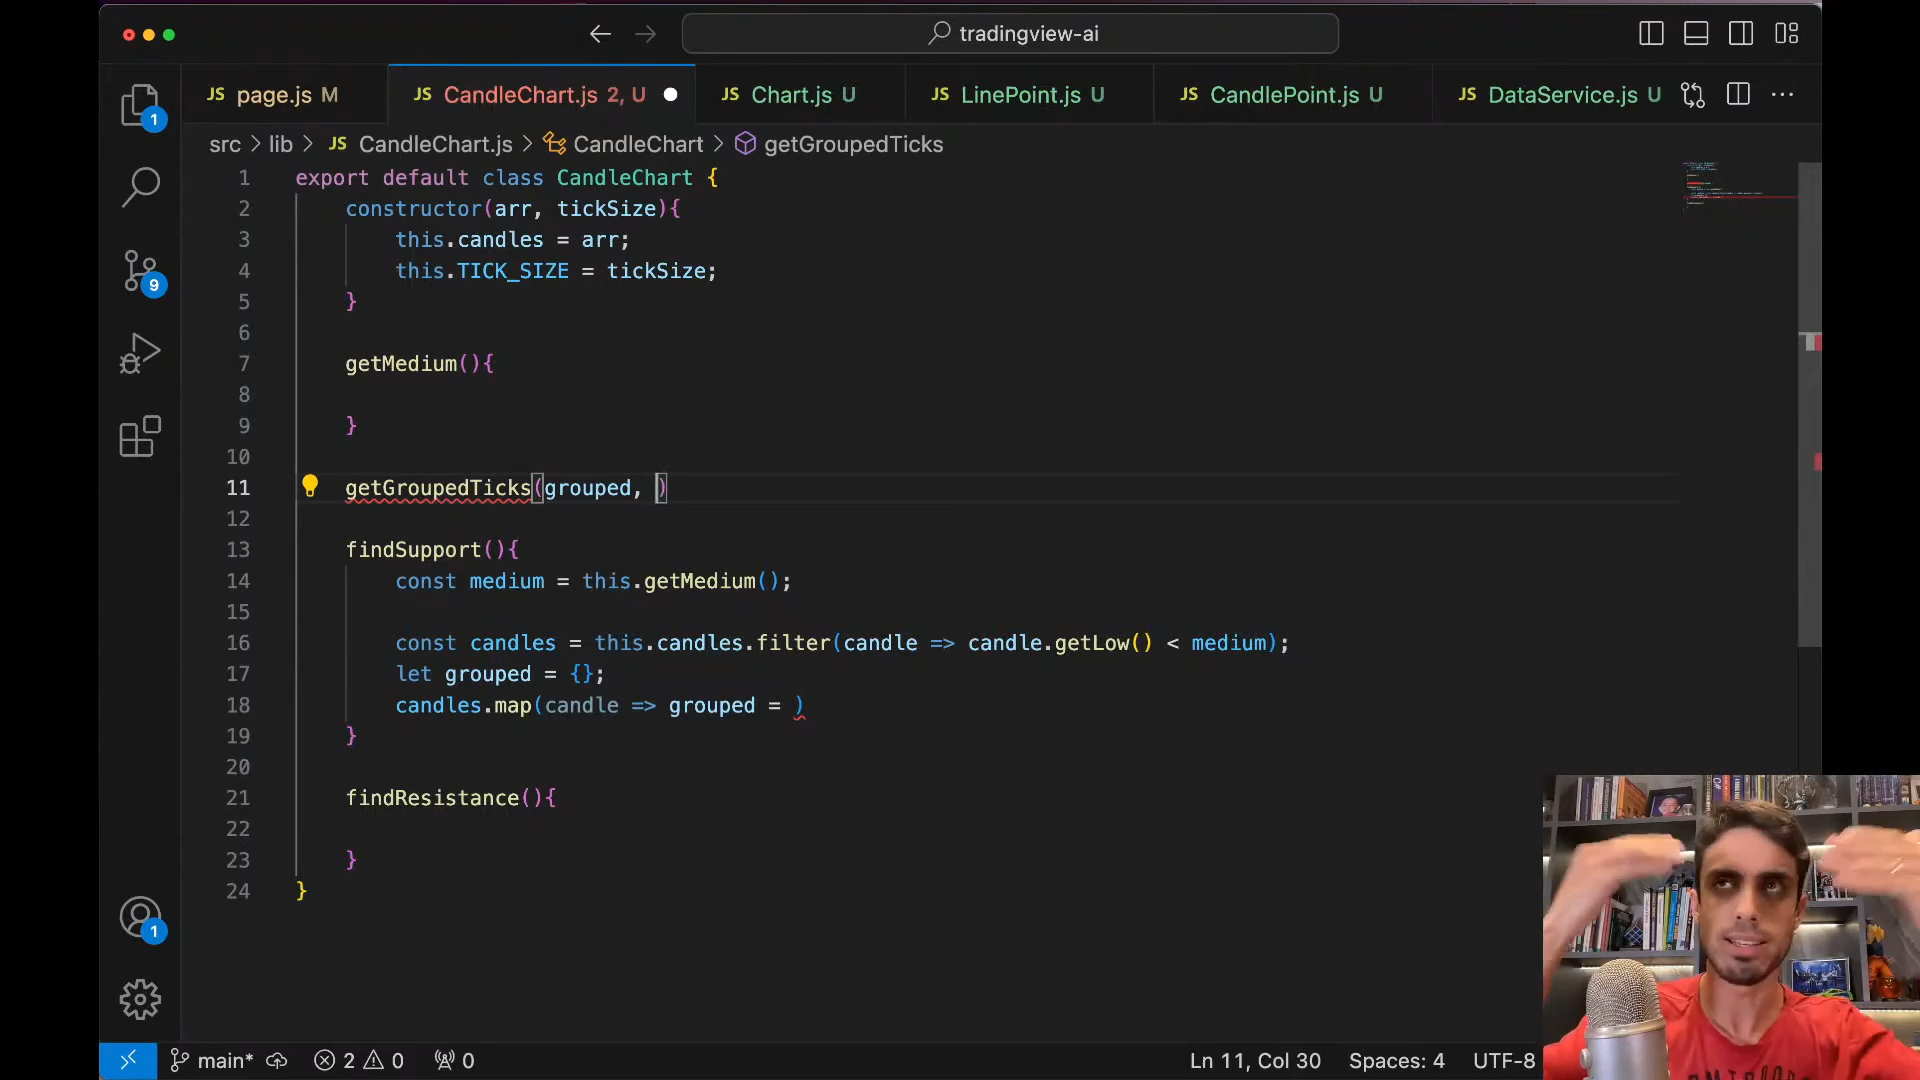 tradingview-ai
JS page.js M JS CandleChart.js 2, U JS Chart.js U JS LinePoint.js U JS CandlePoint.js U JS DataService.js U
src > lib > JS CandleChart.js > CandleChart > getGroupedTicks
1 export default class CandleChart {
2 constructor(arr, tickSize){
3 this.candles = arr;
4 this.TICK_SIZE = tickSize;
5 }
6
7 getMedium(){
8
9 }
10
11 getGroupedTicks(grouped, )
12
13 findSupport(){
14 const medium = this.getMedium();
15
16 const candles = this.candles.filter(candle => candle.getLow() < medium);
17 let grouped = {};
18 candles.map(candle => grouped = )
19 }
20
21 findResistance(){
22
23 }
24 }
1
9
1
main* 2 0 0 Ln 11, Col 30 Spaces: 4 UTF-8